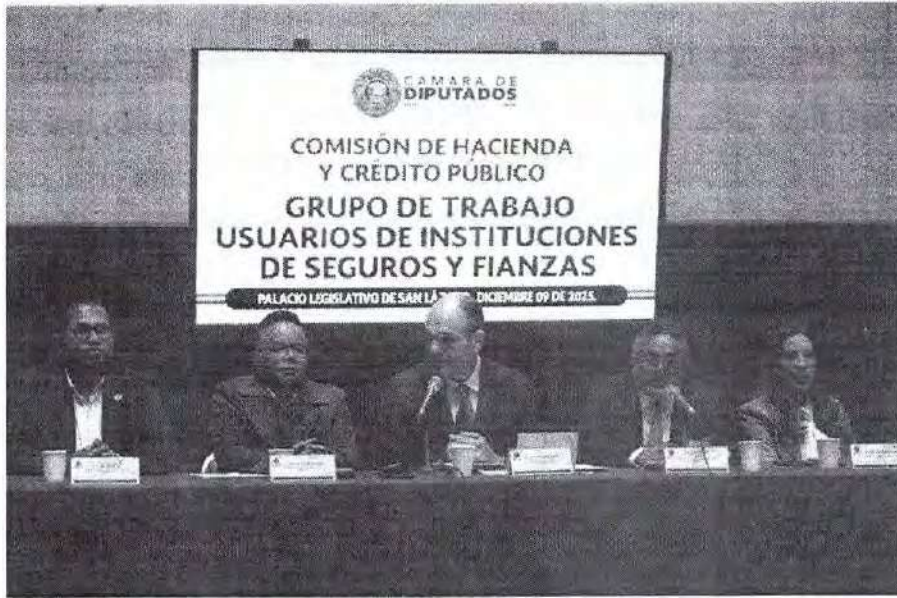 CÁMARA DE
DIPUTADOS
COMISIÓN DE HACIENDA
Y CRÉDITO PÚBLICO
GRUPO DE TRABAJO
USUARIOS DE INSTITUCIONES
DE SEGUROS Y FIANZAS
PALACIO LEGISLATIVO DE SAN DICIEMBRE 09 DE 2025.